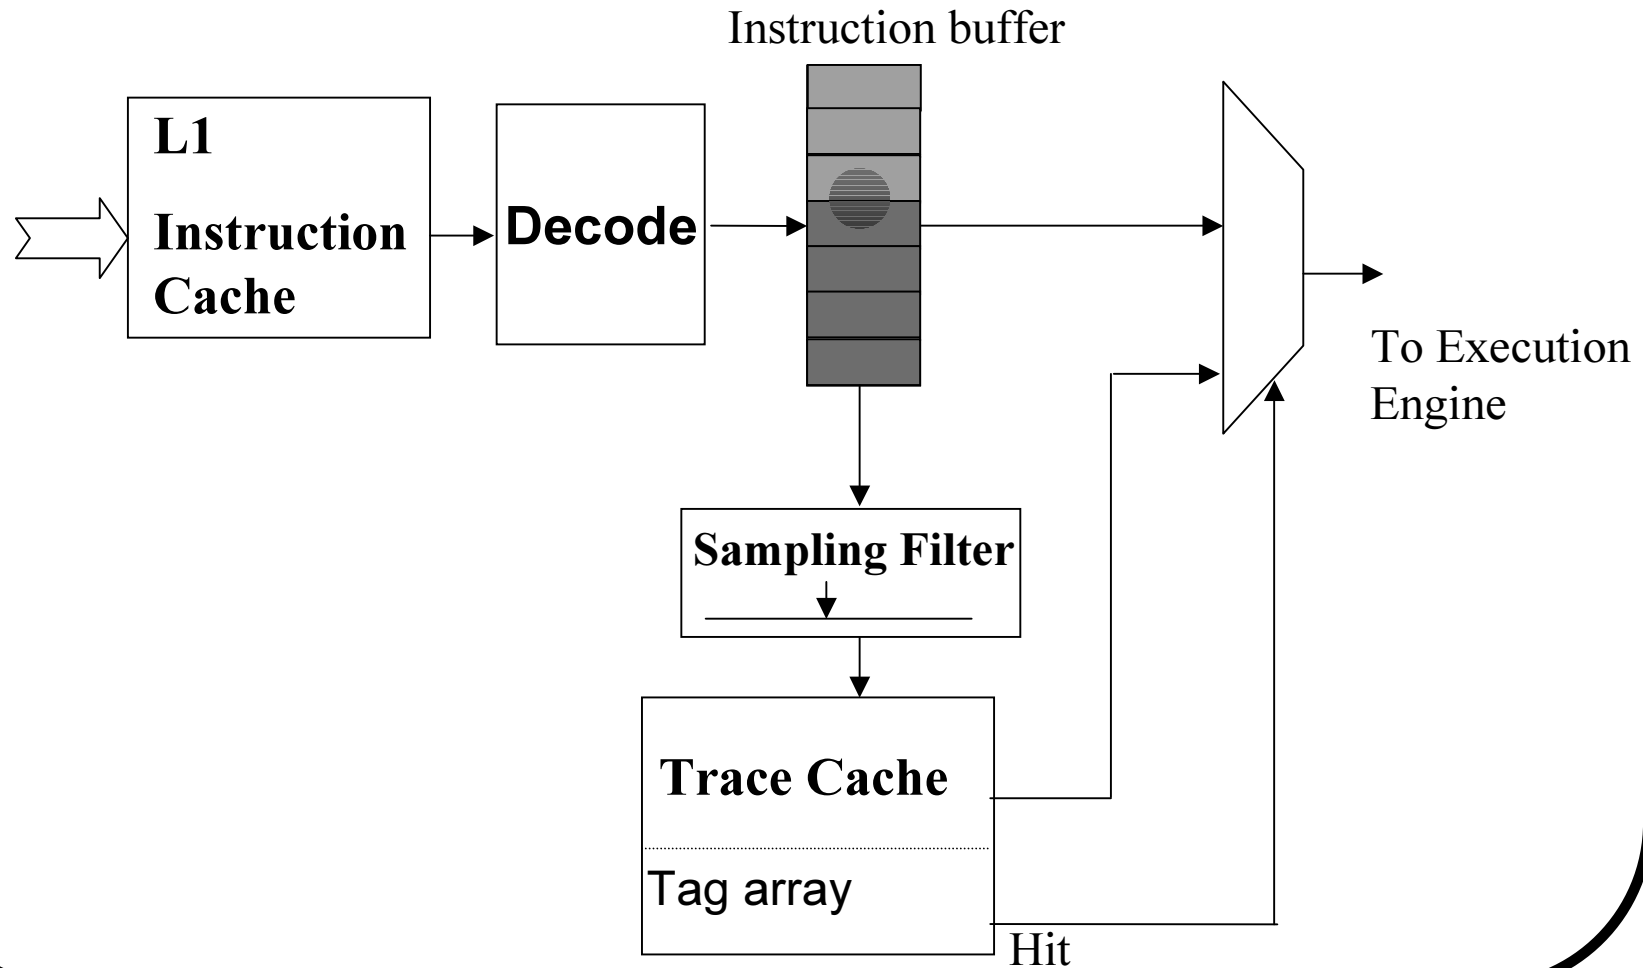 Instruction buffer
L1
Instruction
Cache
Decode
To Execution
Engine
Sampling Filter
Trace Cache
Tag array
Hit